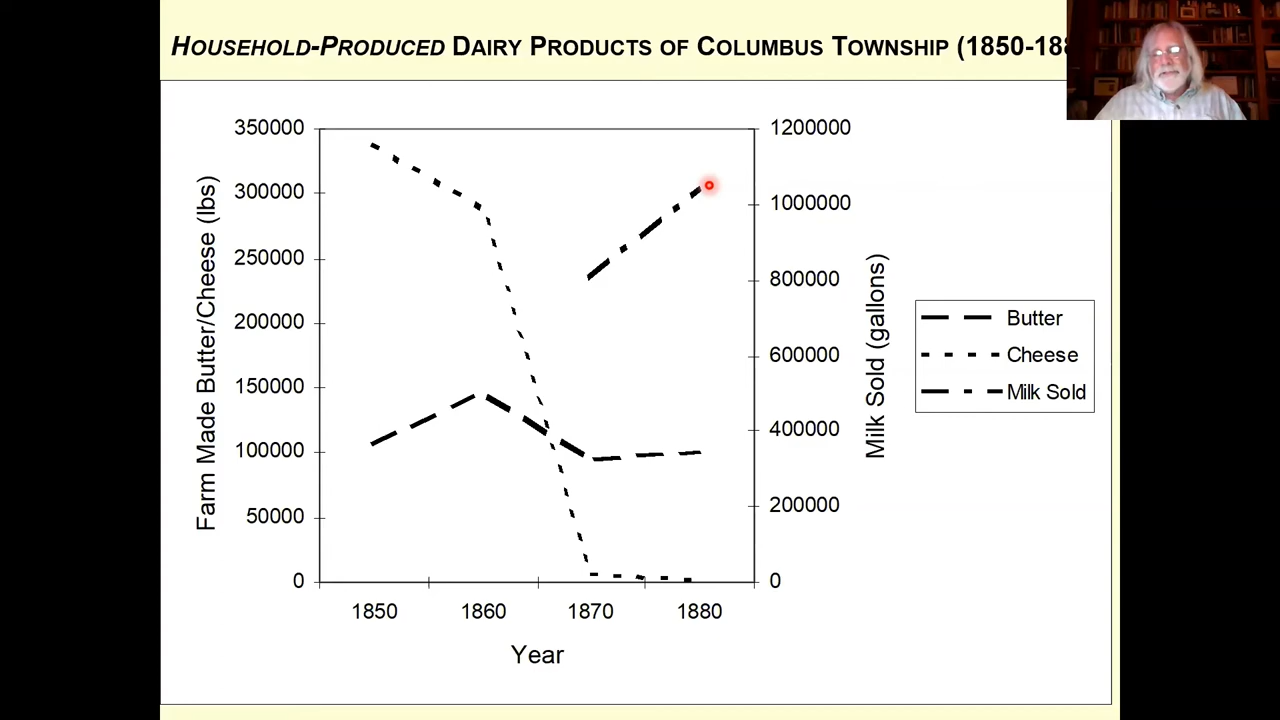 HOUSEHOLD-PRODUCED DAIRY PRODUCTS OF COLUMBUS TOWNSHIP (1850-188
350000
300000
250000
200000
150000
100000
50000
0
Farm Made Butter/Cheese (lbs)
1200000
1000000
800000
600000
400000
200000
0
Milk Sold (gallons)
Butter
Cheese
Milk Sold
1850 1860 1870 1880
Year